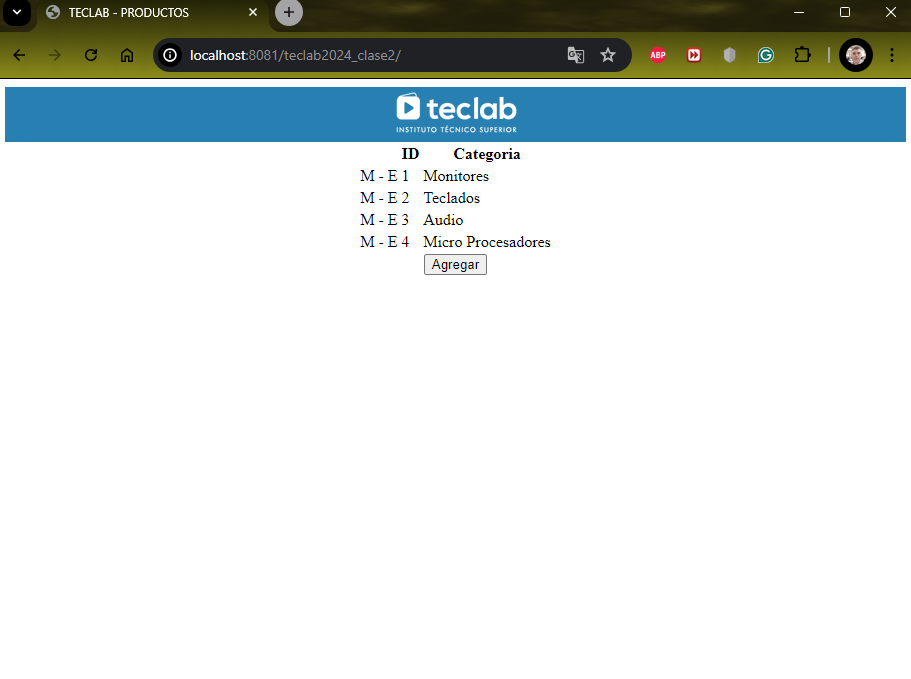 TECLAB - PRODUCTOS
localhost:8081/teclab2024_clase2/
ABP
teclab
INSTITUTO TÉCNICO SUPERIOR
ID Categoria
M - E 1 Monitores
M - E 2 Teclados
M - E 3 Audio
M - E 4 Micro Procesadores
Agregar